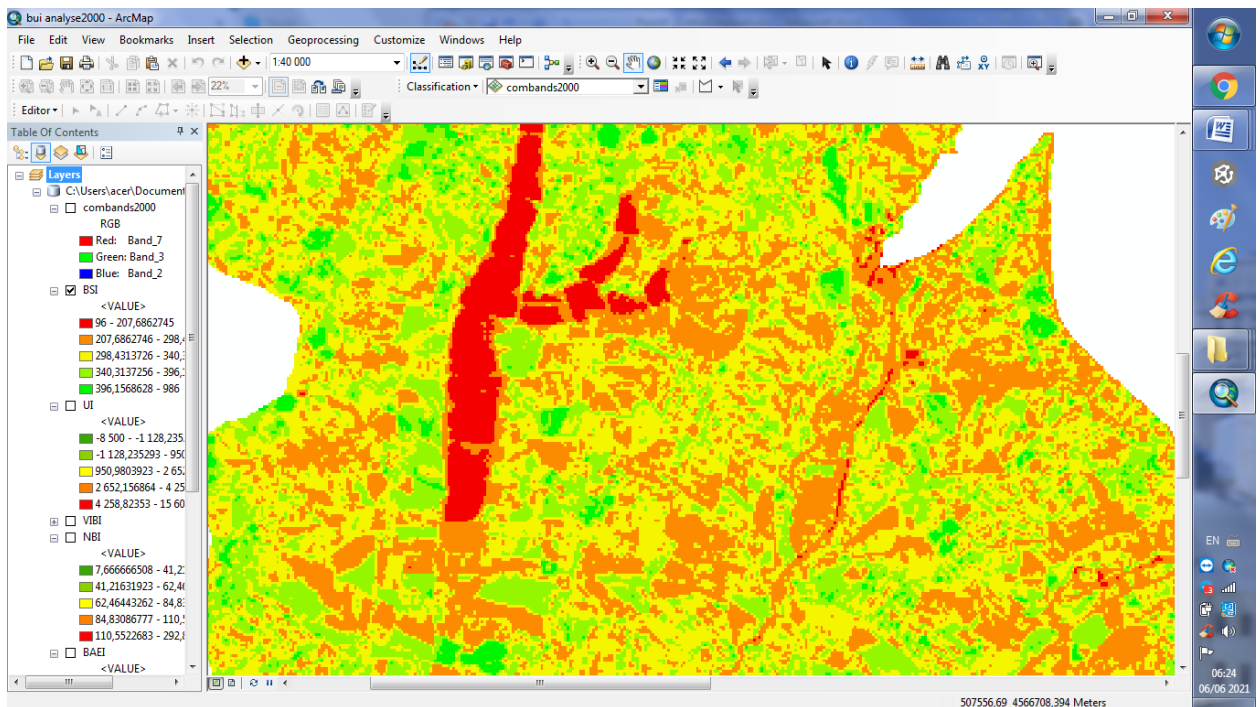 bui analyse2000 - ArcMap
File Edit View Bookmarks Insert Selection Geoprocessing Customize Windows Help
1:40 000
22%
Classification combands2000
Editor
Table Of Contents
Layers
C:\Users\acer\Document
combands2000
RGB
Red: Band_7
Green: Band_3
Blue: Band_2
BSI
<VALUE>
96 - 207,6862745
207,6862746 - 298,4
298,4313726 - 340,
340,3137256 - 396,
396,1568628 - 986
UI
<VALUE>
-8 500 - -1 128,235
-1 128,235293 - 950
950,9803923 - 2 65
2 652,156864 - 4 25
4 258,82353 - 15 60
VIBI
NBI
<VALUE>
7,666666508 - 41,2
41,21631923 - 62,4
62,46443262 - 84,8
84,83086777 - 110,
110,5522683 - 292,
BAEI
<VALUE>
507556,69 4566708,394 Meters
EN
06:24
06/06 2021